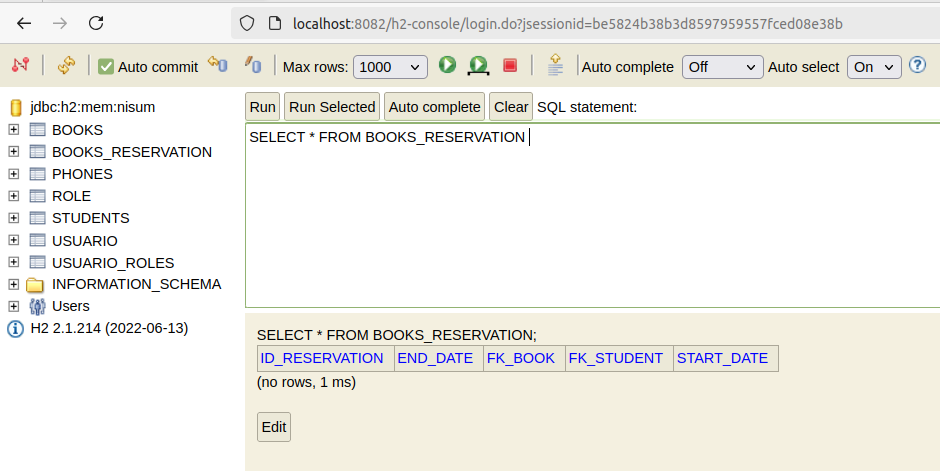 localhost:8082/h2-console/login.do?jsessionid=be5824b38b3d8597959557fced08e38b
Auto commit Max rows: 1000 Auto complete Off Auto select On
jdbc:h2:mem:nisum
BOOKS
BOOKS_RESERVATION
PHONES
ROLE
STUDENTS
USUARIO
USUARIO_ROLES
INFORMATION_SCHEMA
Users
H2 2.1.214 (2022-06-13)
Run Run Selected Auto complete Clear SQL statement:
SELECT * FROM BOOKS_RESERVATION
SELECT * FROM BOOKS_RESERVATION;
ID_RESERVATION END_DATE FK_BOOK FK_STUDENT START_DATE
(no rows, 1 ms)
Edit